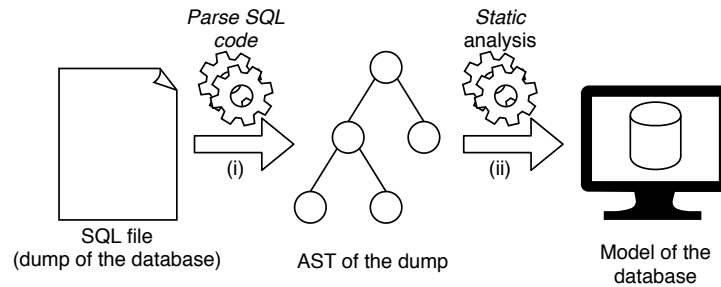 Parse SQL
code
Static
analysis
(i)
(ii)
SQL file
(dump of the database)
AST of the dump
Model of the
database